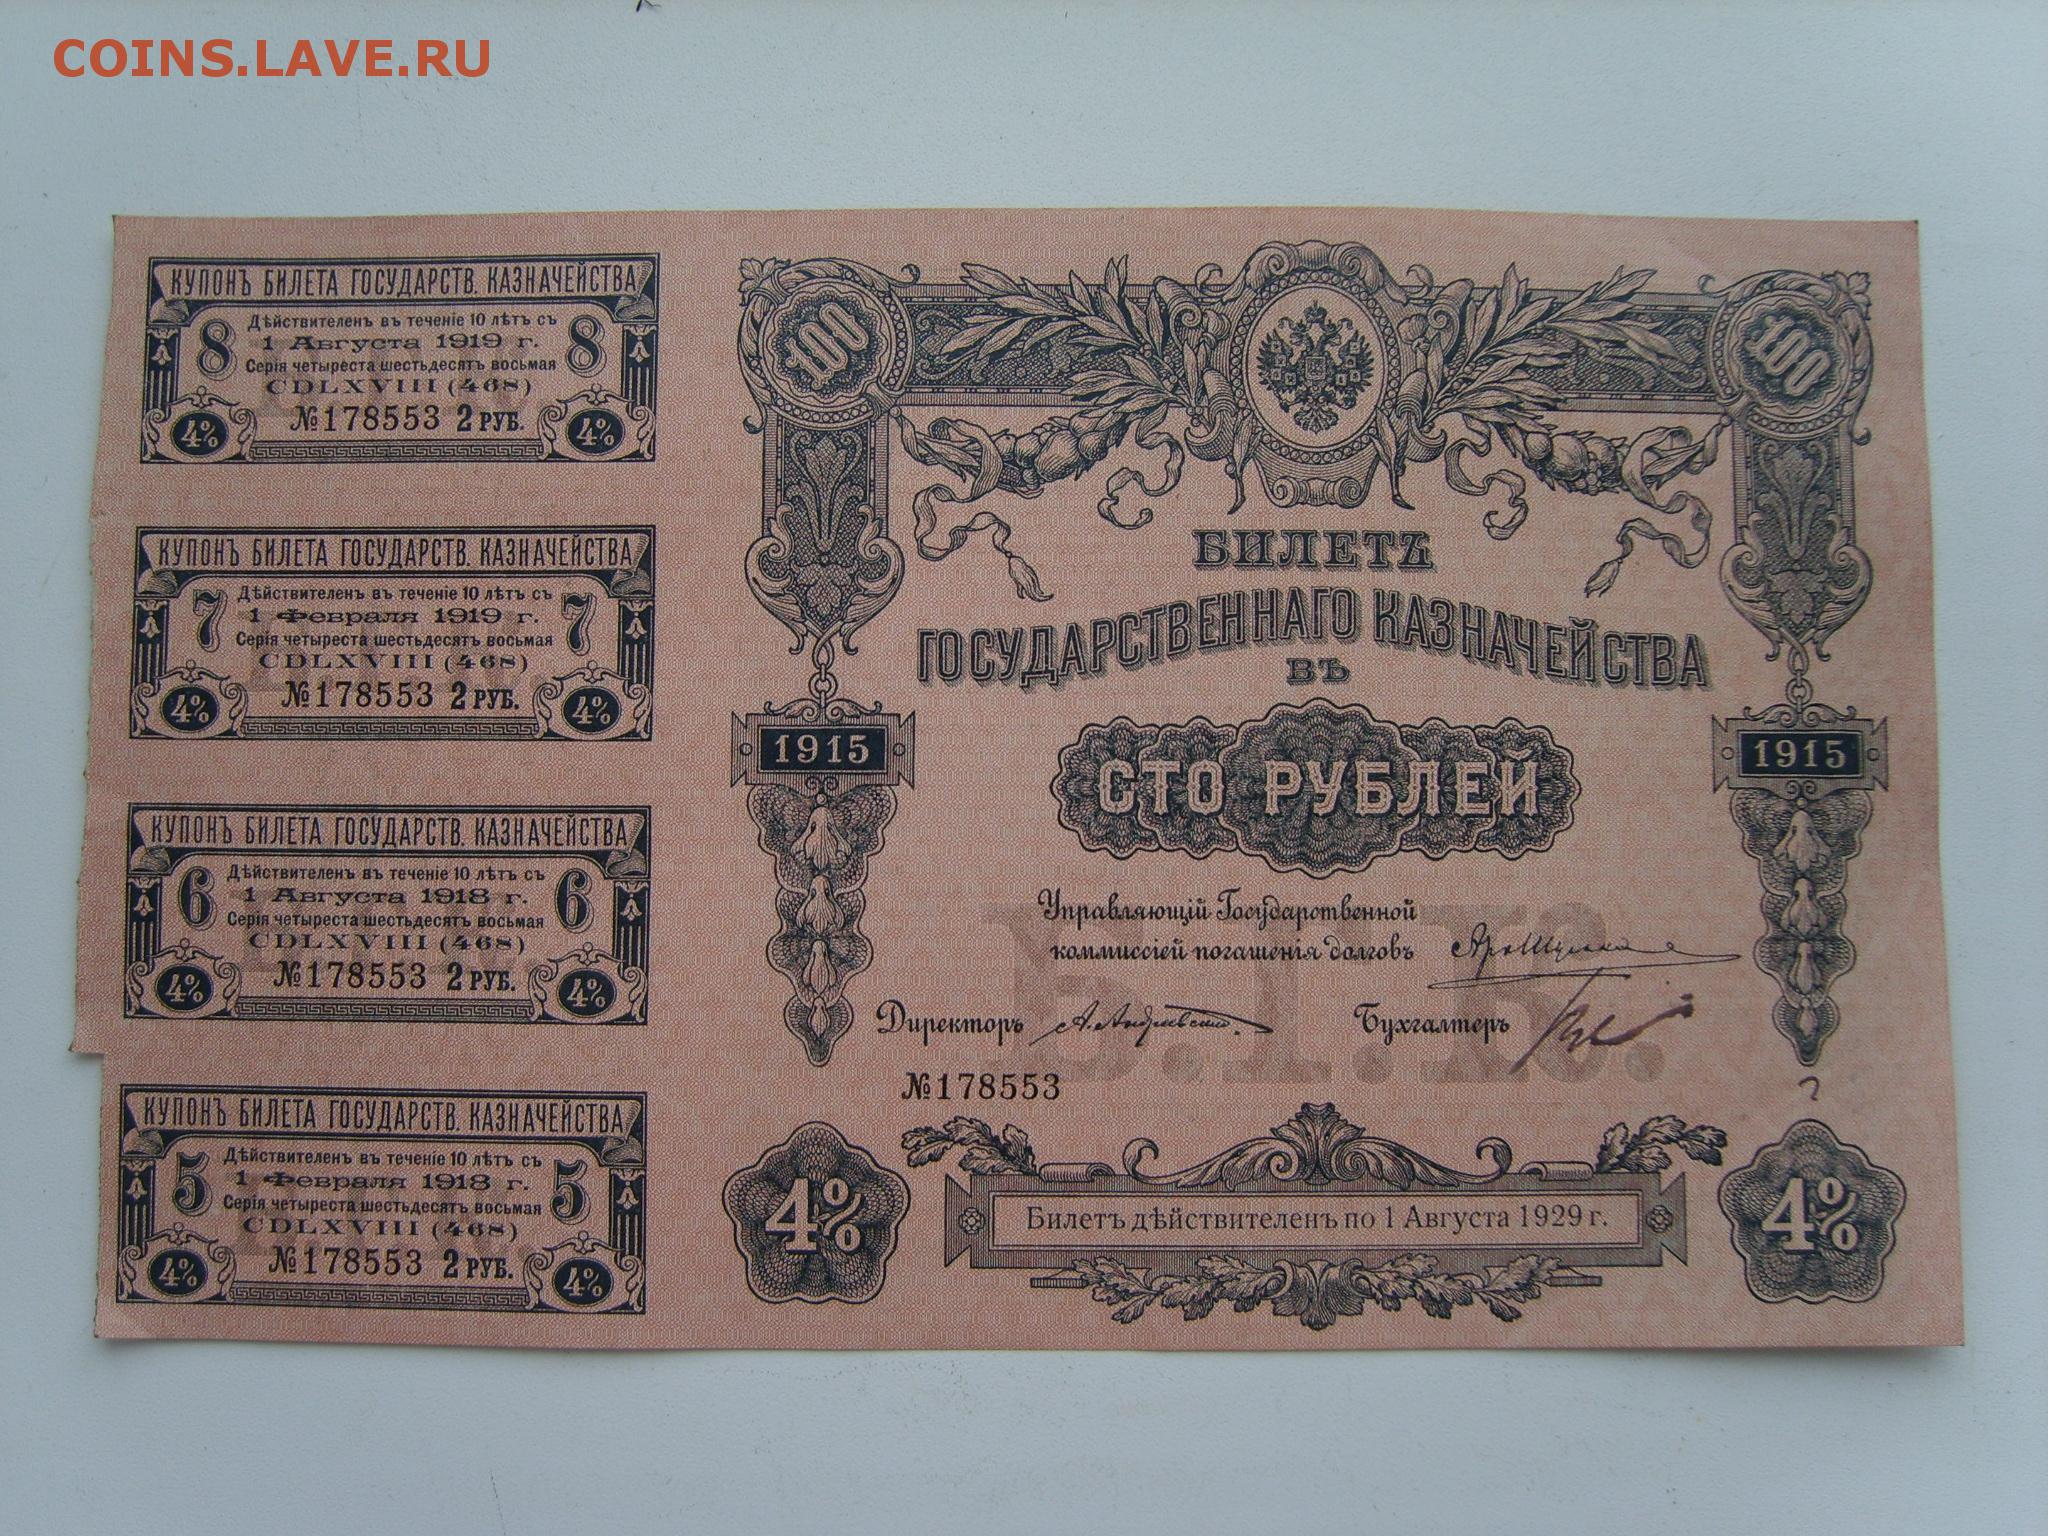 COINS.LAVE.RU
КУПОНЪ БИЛЕТА ГОСУДАРСТВ. КАЗНАЧЕЙСТВА
8 Дѣйствителенъ въ теченіе 10 лѣтъ съ 8
1 Августа 1919 г.
Серія четыреста шестьдесятъ восьмая
CDLXVIII (468)
4% №178553 2 РУБ. 4%
КУПОНЪ БИЛЕТА ГОСУДАРСТВ. КАЗНАЧЕЙСТВА
7 Дѣйствителенъ въ теченіе 10 лѣтъ съ 7
1 Февраля 1919 г.
Серія четыреста шестьдесятъ восьмая
CDLXVIII (468)
4% №178553 2 РУБ. 4%
КУПОНЪ БИЛЕТА ГОСУДАРСТВ. КАЗНАЧЕЙСТВА
6 Дѣйствителенъ въ теченіе 10 лѣтъ съ 6
1 Августа 1918 г.
Серія четыреста шестьдесятъ восьмая
CDLXVIII (468)
4% №178553 2 РУБ. 4%
КУПОНЪ БИЛЕТА ГОСУДАРСТВ. КАЗНАЧЕЙСТВА
5 Дѣйствителенъ въ теченіе 10 лѣтъ съ 5
1 Февраля 1918 г.
Серія четыреста шестьдесятъ восьмая
CDLXVIII (468)
4% №178553 2 РУБ. 4%
100 100
БИЛЕТЪ
ГОСУДАРСТВЕННАГО КАЗНАЧЕЙСТВА
ВЪ
1915 СТО РУБЛЕЙ 1915
Управляющій Государственной
коммиссіей погашенія долговъ
Директоръ Бухгалтеръ
№178553
4% Билетъ дѣйствителенъ по 1 Августа 1929 г. 4%